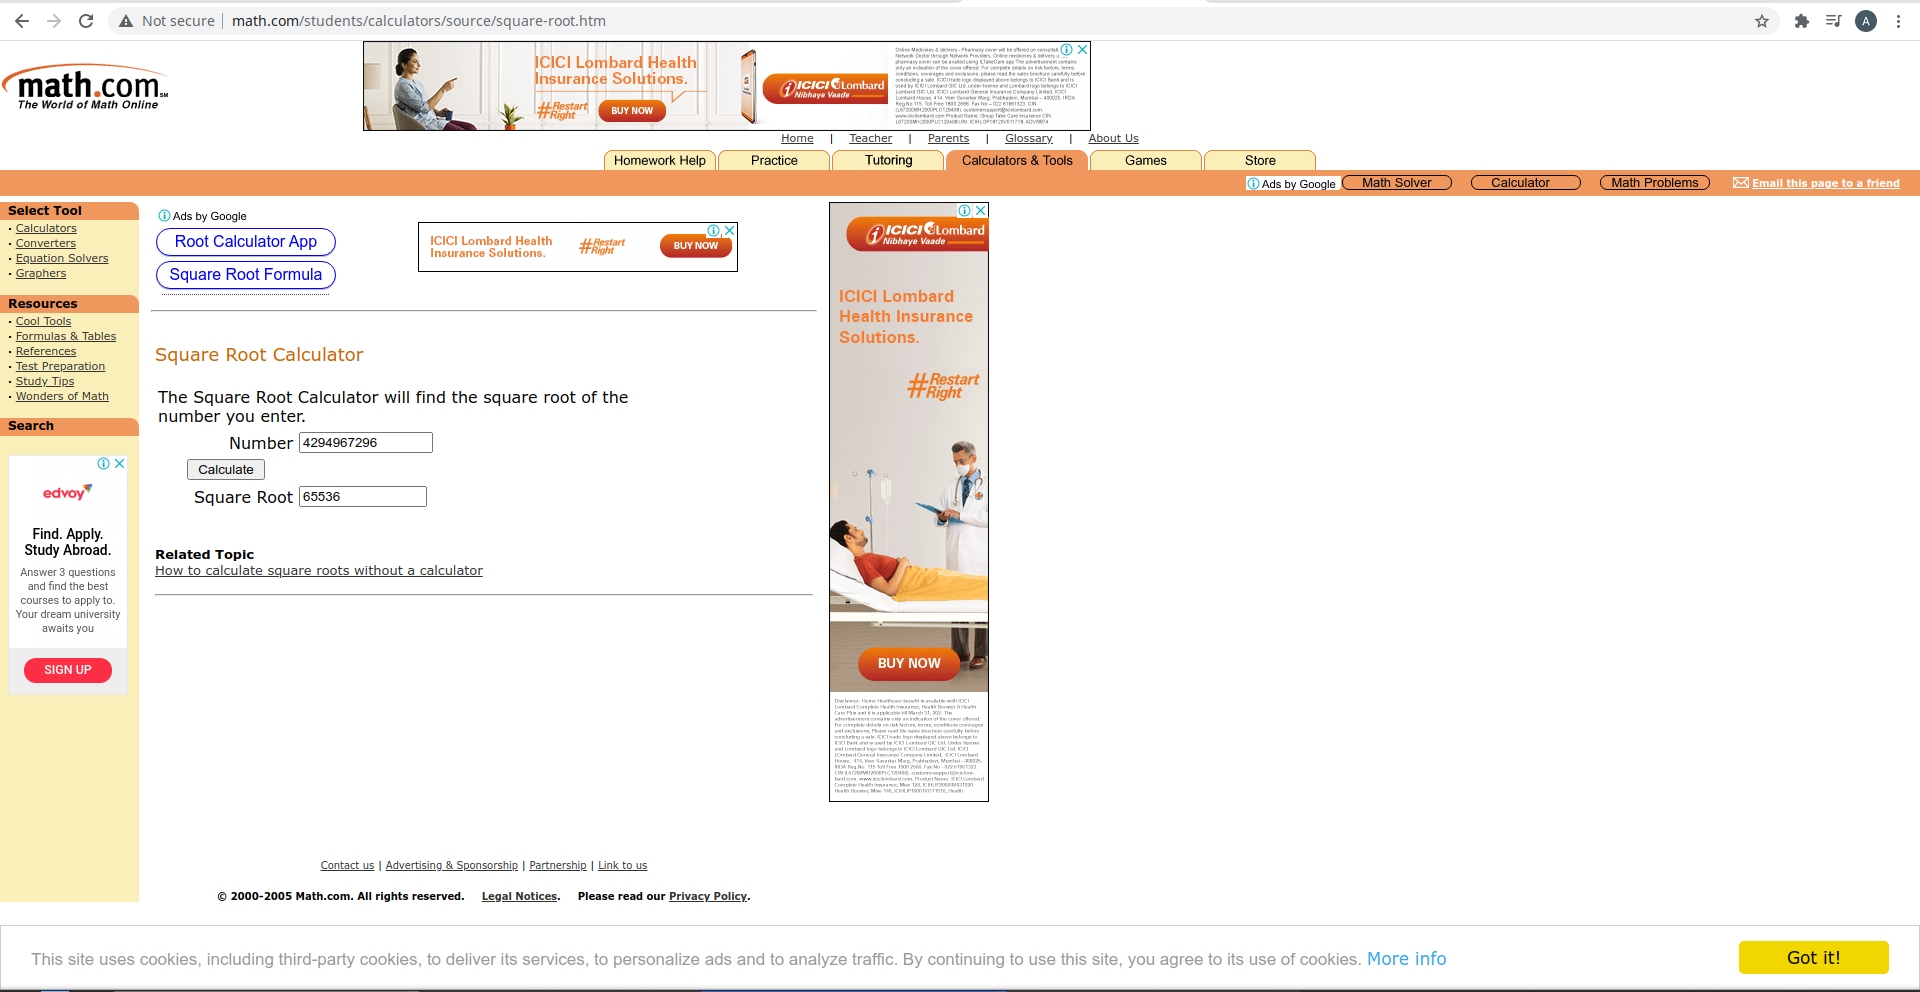 Not secure | math.com/students/calculators/source/square-root.htm
A
math.com
The World of Math Online
ICICI Lombard Health
Insurance Solutions.
#Restart
Right
BUY NOW
ICICI Lombard
Nibhaye Vaade
Home | Teacher | Parents | Glossary | About Us
Homework Help
Practice
Tutoring
Calculators & Tools
Games
Store
Ads by Google
Math Solver
Calculator
Math Problems
Email this page to a friend
Select Tool
· Calculators
· Converters
· Equation Solvers
· Graphers
Resources
· Cool Tools
· Formulas & Tables
· References
· Test Preparation
· Study Tips
· Wonders of Math
Search
edvoy
Find. Apply.
Study Abroad.
Answer 3 questions
and find the best
courses to apply to.
Your dream university
awaits you
SIGN UP
Ads by Google
Root Calculator App
Square Root Formula
ICICI Lombard Health
Insurance Solutions.
#Restart
Right
BUY NOW
Square Root Calculator
The Square Root Calculator will find the square root of the
number you enter.
Number 4294967296
Calculate
Square Root 65536
Related Topic
How to calculate square roots without a calculator
ICICI Lombard
Nibhaye Vaade
ICICI Lombard
Health Insurance
Solutions.
#Restart
Right
BUY NOW
Contact us | Advertising & Sponsorship | Partnership | Link to us
© 2000-2005 Math.com. All rights reserved. Legal Notices. Please read our Privacy Policy.
This site uses cookies, including third-party cookies, to deliver its services, to personalize ads and to analyze traffic. By continuing to use this site, you agree to its use of cookies. More info
Got it!